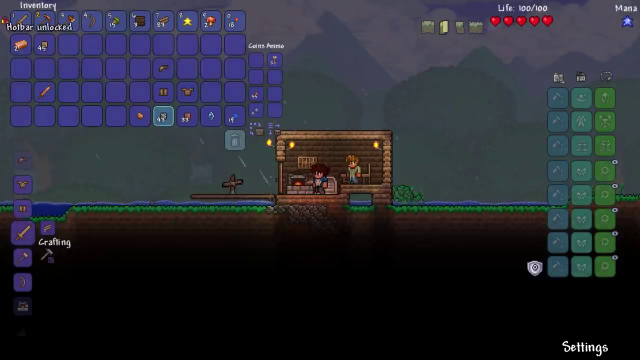 Inventory
Hotbar unlocked
Life: 100/100
Mana
Coins Ammo
Crafting
Settings